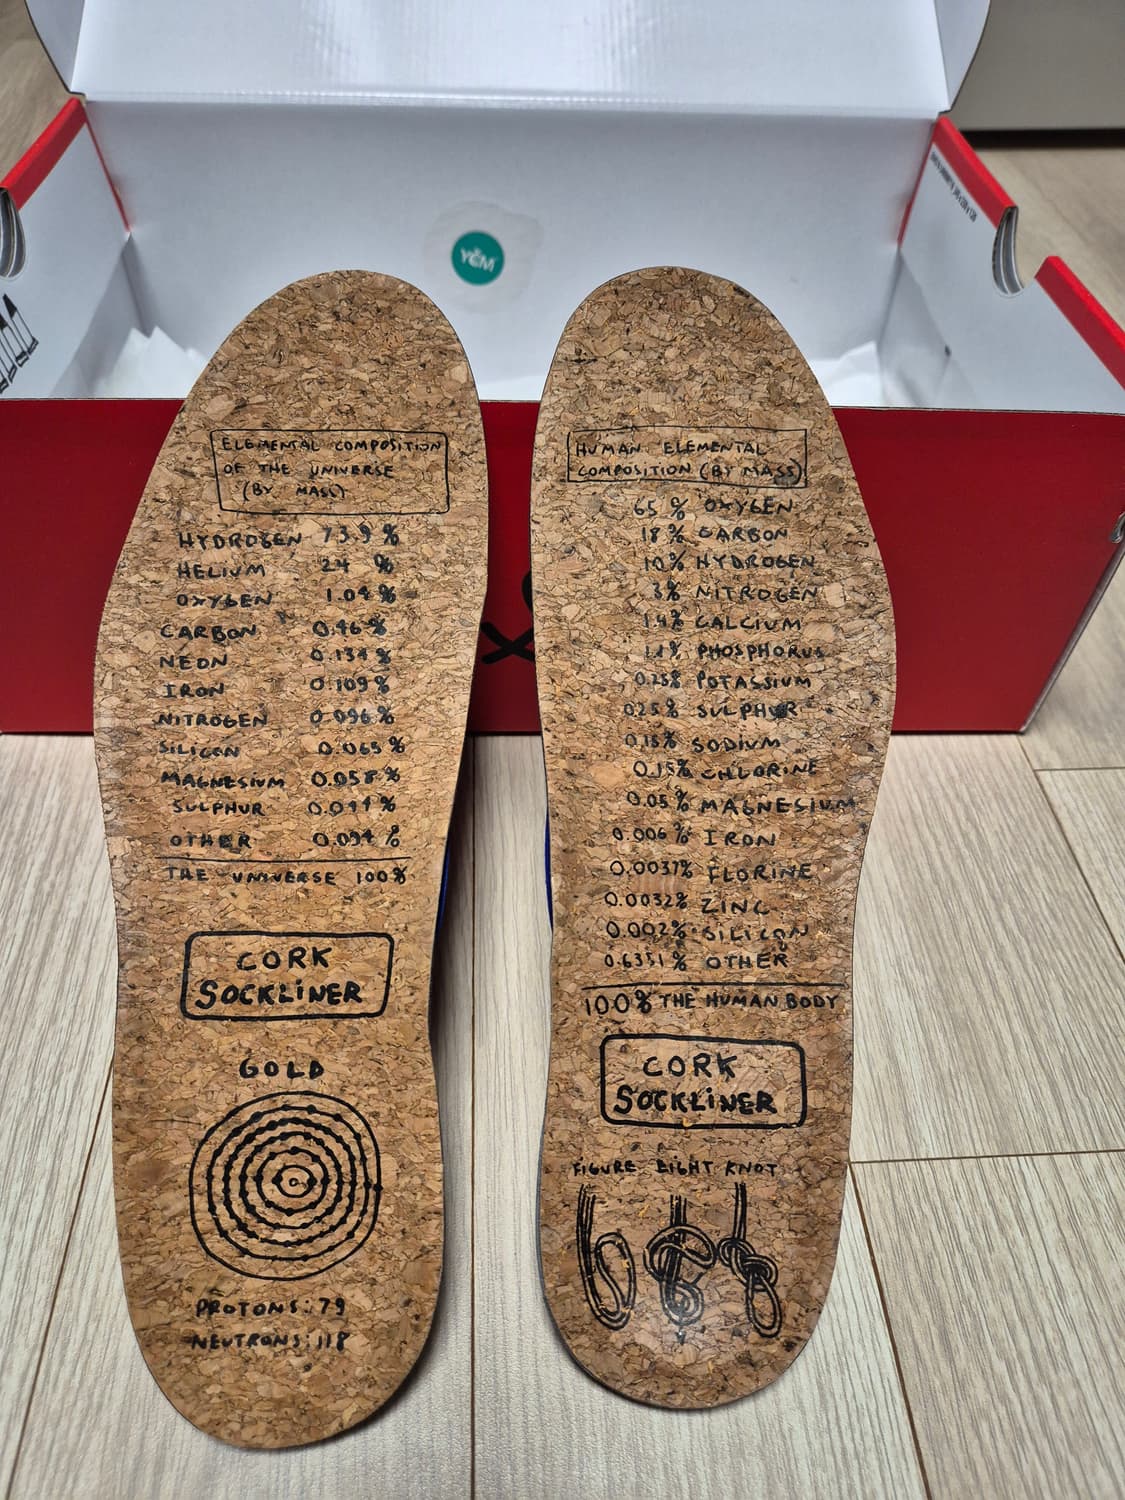 YCM
ELEMENTAL COMPOSITION
OF THE UNIVERSE
(BY MASS)
HYDROGEN 73.9 %
HELIUM 24 %
OXYGEN 1.04 %
CARBON 0.46 %
NEON 0.134 %
IRON 0.109 %
NITROGEN 0.096 %
SILICON 0.065 %
MAGNESIUM 0.058 %
SULPHUR 0.044 %
OTHER 0.094 %
THE UNIVERSE 100%
CORK
SOCKLINER
GOLD
PROTONS: 79
NEUTRONS: 118
HUMAN ELEMENTAL
COMPOSITION (BY MASS)
65 % OXYGEN
18 % CARBON
10% HYDROGEN
3% NITROGEN
1.4% CALCIUM
1.1% PHOSPHORUS
0.25% POTASSIUM
0.25% SULPHUR
0.15% SODIUM
0.15% CHLORINE
0.05 % MAGNESIUM
0.006 % IRON
0.0037% FLORINE
0.0032% ZINC
0.002% SILICON
0.6351 % OTHER
100% THE HUMAN BODY
CORK
SOCKLINER
FIGURE EIGHT KNOT